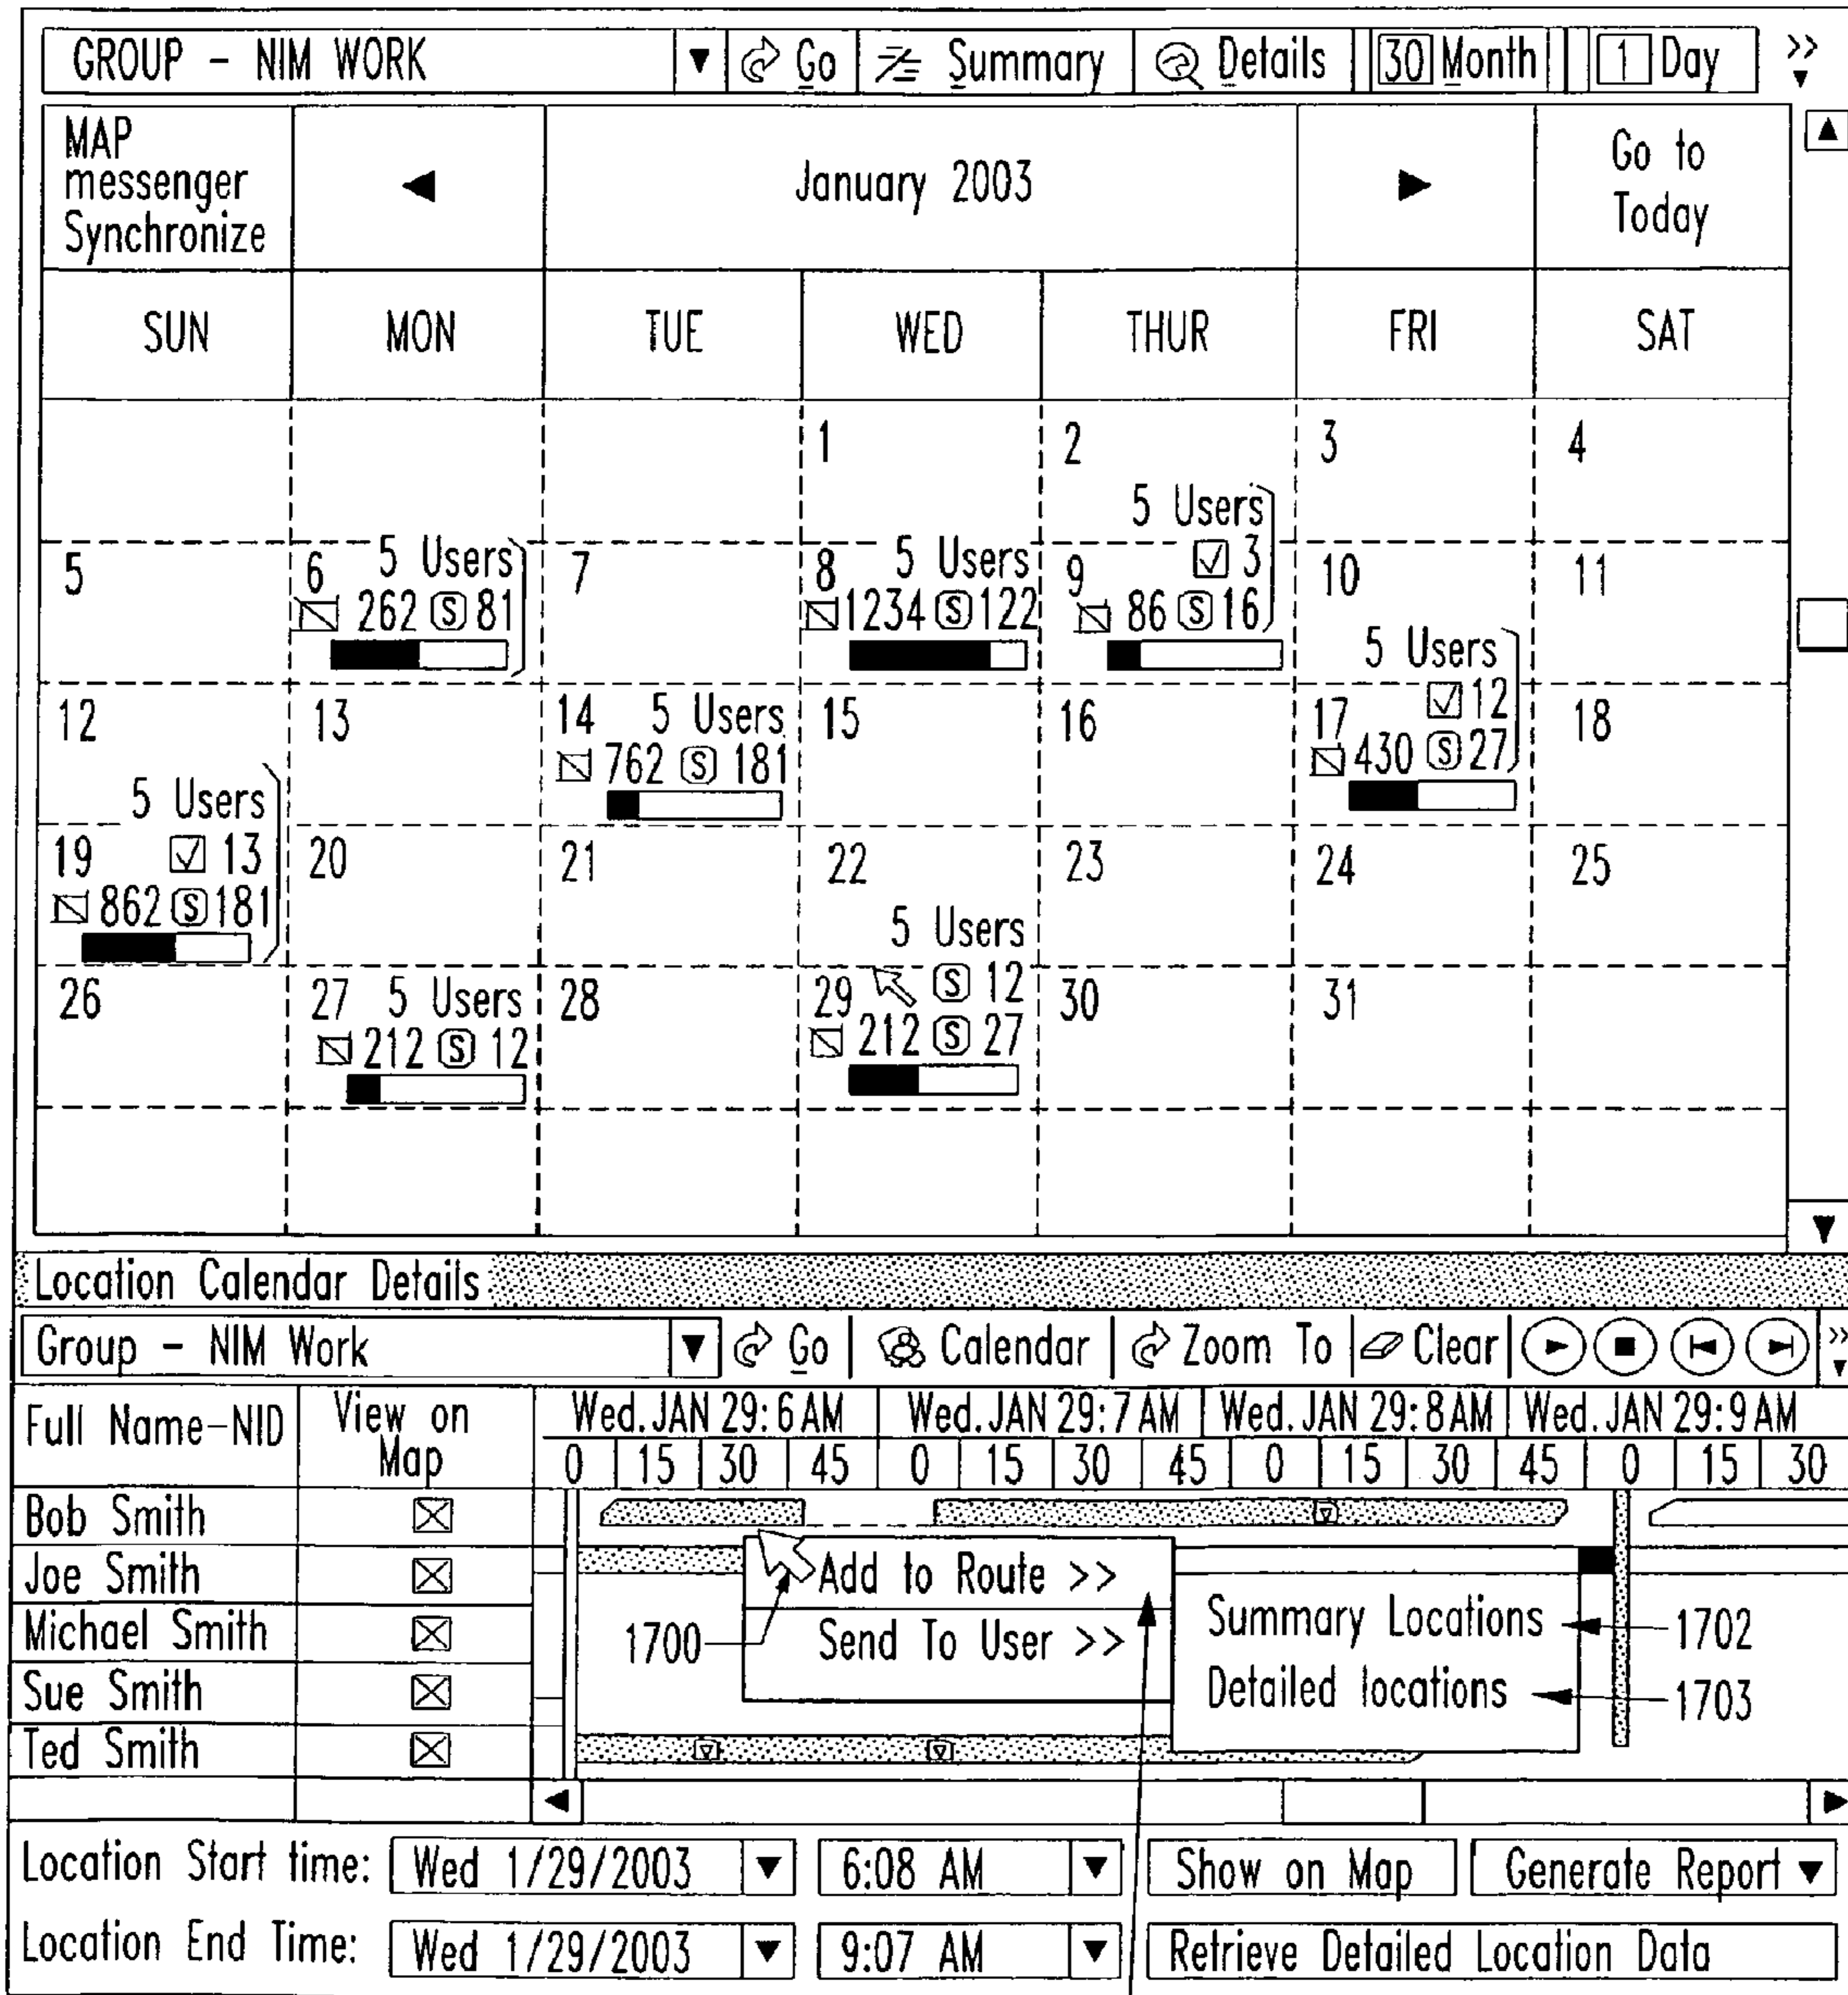 GROUP - NIM WORK ▼ Go Summary Details 30 Month 1 Day >>
MAP messenger Synchronize ◄ January 2003 ► Go to Today
SUN MON TUE WED THUR FRI SAT
1 2 3 4
5 Users
5 6 5 Users 7 8 5 Users 9 3 10 11
262 S 81 1234 S 122 86 S 16
5 Users
12 13 14 5 Users 15 16 17 12 18
762 S 181 430 S 27
5 Users
19 13 20 21 22 23 24 25
862 S 181
5 Users
26 27 5 Users 28 29 S 12 30 31
212 S 12 212 S 27
Location Calendar Details
Group - NIM Work ▼ Go Calendar Zoom To Clear >>
Full Name-NID View on Map Wed. JAN 29: 6 AM Wed. JAN 29: 7 AM Wed. JAN 29: 8 AM Wed. JAN 29: 9 AM
0 15 30 45 0 15 30 45 0 15 30 45 0 15 30
Bob Smith
Joe Smith
Michael Smith
Sue Smith
Ted Smith
Add to Route >>
Send To User >>
1700
Summary Locations 1702
Detailed locations 1703
Location Start time: Wed 1/29/2003 ▼ 6:08 AM ▼ Show on Map Generate Report ▼
Location End Time: Wed 1/29/2003 ▼ 9:07 AM ▼ Retrieve Detailed Location Data